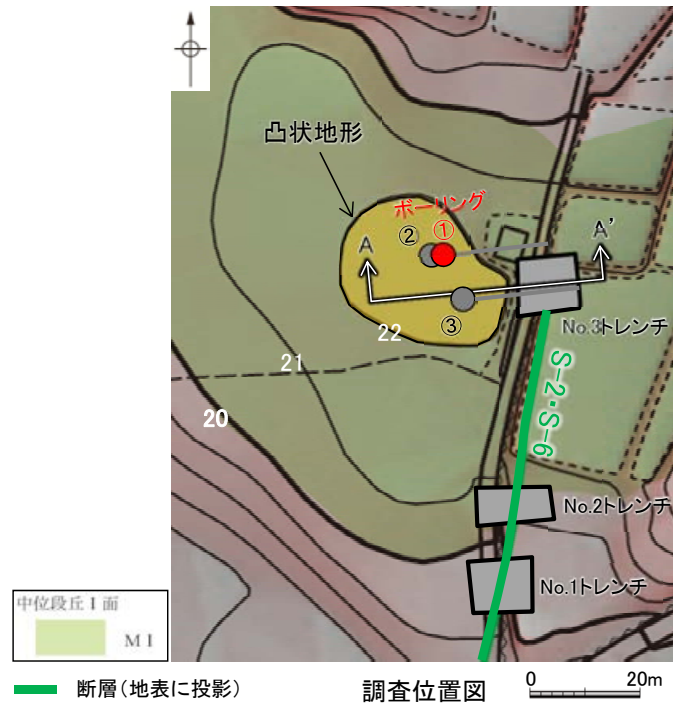 凸状地形
ボーリング
②
①
A
A’
③
22
No.3トレンチ
21
S-2・S-6
20
No.2トレンチ
No.1トレンチ
中位段丘Ⅰ面
MⅠ
断層(地表に投影)
調査位置図
0
20m